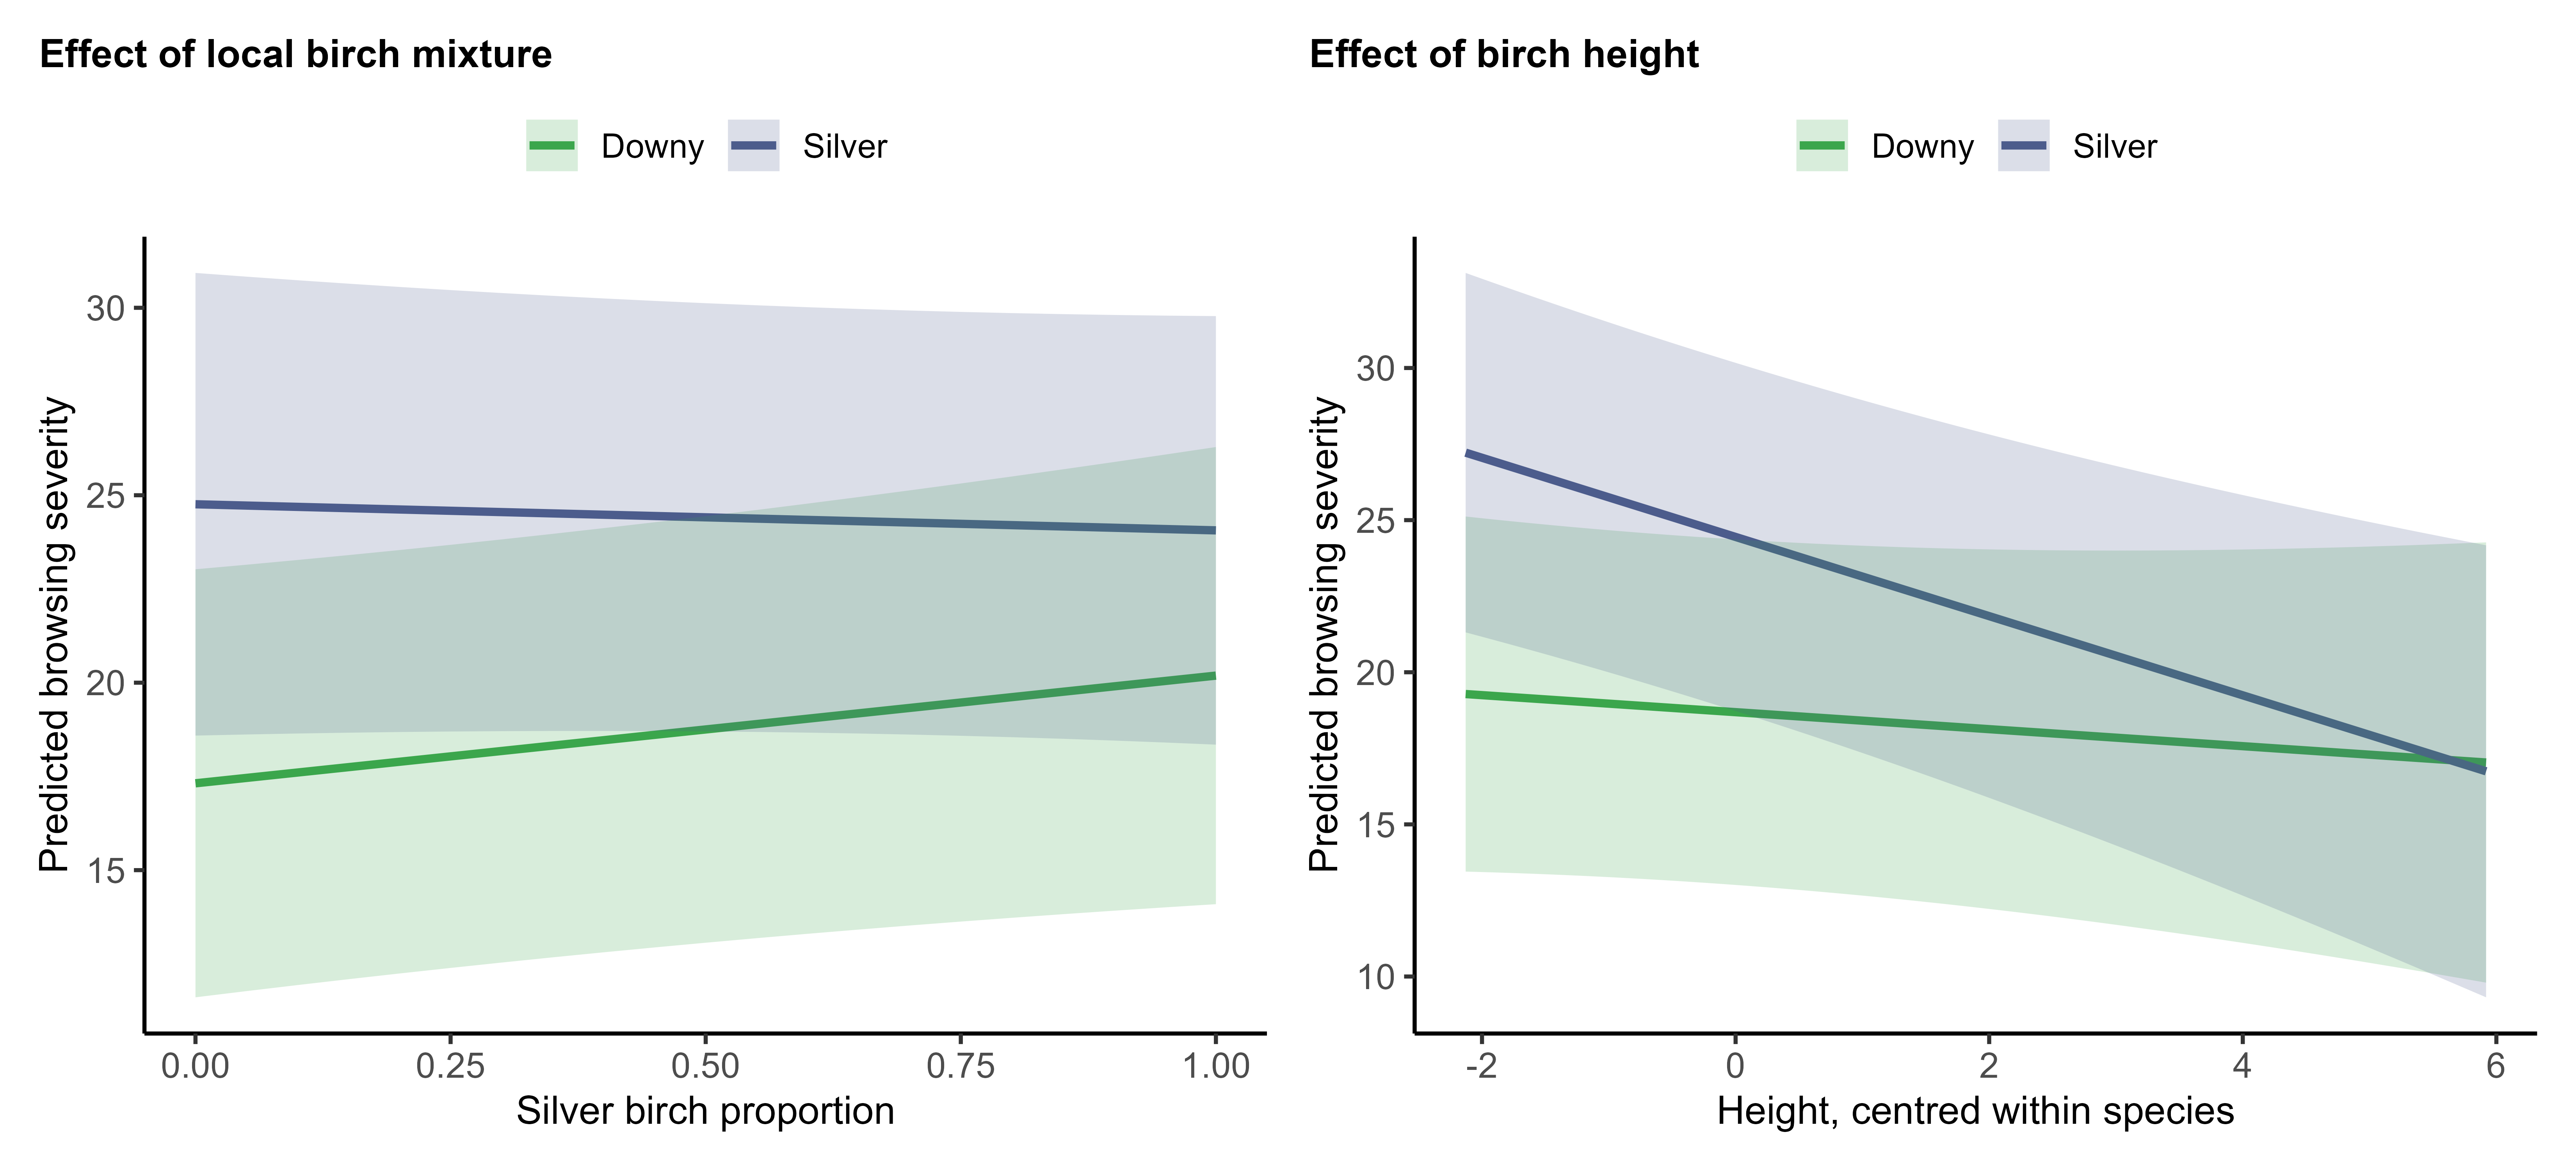 Effect of local birch mixture
Downy
Silver
Predicted browsing severity
30
25
20
15
0.00
0.25
0.50
0.75
1.00
Silver birch proportion
Effect of birch height
Downy
Silver
Predicted browsing severity
30
25
20
15
10
-2
0
2
4
6
Height, centred within species